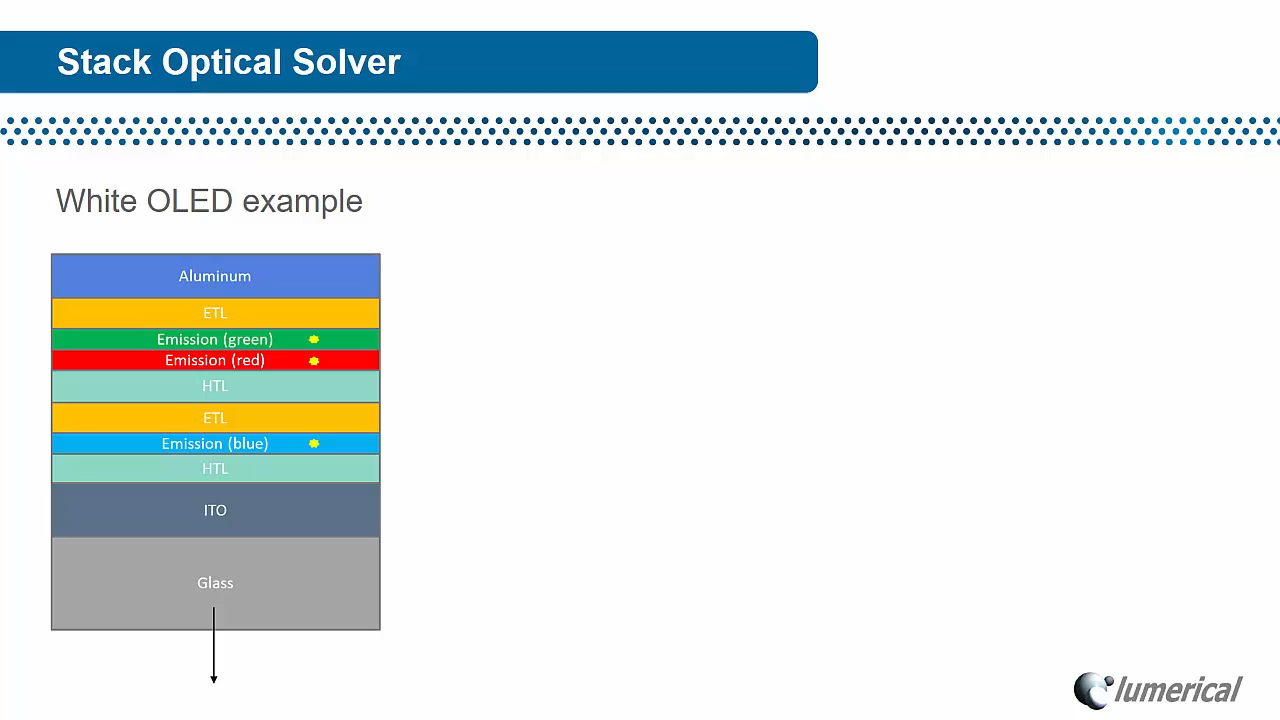 Stack Optical Solver
White OLED example
Aluminum
ETL
Emission (green)
Emission (red)
HTL
ETL
Emission (blue)
HTL
ITO
Glass
lumerical